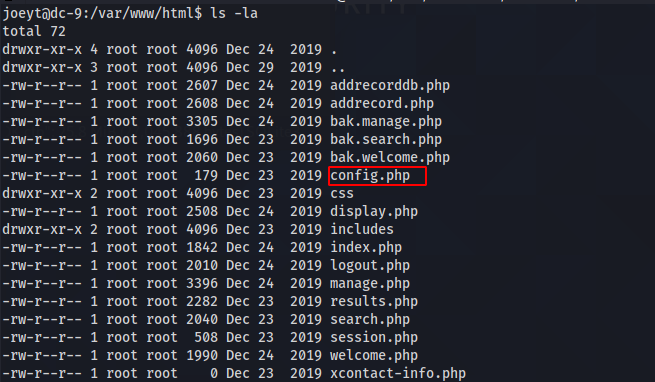 joeyt@dc-9:/var/www/html$ ls -la
total 72
drwxr-xr-x 4 root root 4096 Dec 24  2019 .
drwxr-xr-x 3 root root 4096 Dec 29  2019 ..
-rw-r--r-- 1 root root 2607 Dec 24  2019 addrecorddb.php
-rw-r--r-- 1 root root 2608 Dec 24  2019 addrecord.php
-rw-r--r-- 1 root root 3305 Dec 24  2019 bak.manage.php
-rw-r--r-- 1 root root 1696 Dec 23  2019 bak.search.php
-rw-r--r-- 1 root root 2060 Dec 23  2019 bak.welcome.php
-rw-r--r-- 1 root root  179 Dec 23  2019 config.php
drwxr-xr-x 2 root root 4096 Dec 23  2019 css
-rw-r--r-- 1 root root 2508 Dec 24  2019 display.php
drwxr-xr-x 2 root root 4096 Dec 23  2019 includes
-rw-r--r-- 1 root root 1842 Dec 24  2019 index.php
-rw-r--r-- 1 root root 2010 Dec 24  2019 logout.php
-rw-r--r-- 1 root root 3396 Dec 24  2019 manage.php
-rw-r--r-- 1 root root 2282 Dec 23  2019 results.php
-rw-r--r-- 1 root root 2040 Dec 23  2019 search.php
-rw-r--r-- 1 root root  508 Dec 23  2019 session.php
-rw-r--r-- 1 root root 1990 Dec 24  2019 welcome.php
-rw-r--r-- 1 root root    0 Dec 23  2019 xcontact-info.php